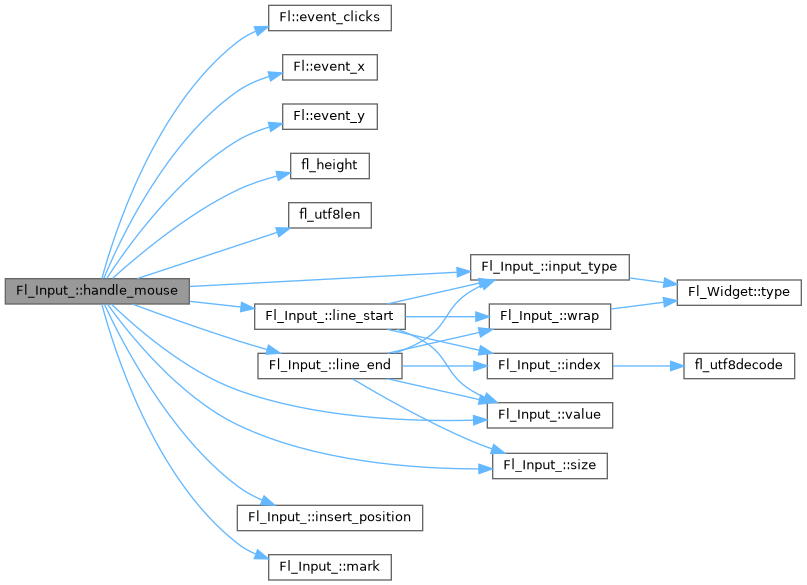 Fl::event_clicks
Fl::event_x
Fl::event_y
fl_height
fl_utf8len
Fl_Input_::input_type
Fl_Input_::handle_mouse
Fl_Widget::type
Fl_Input_::line_start
Fl_Input_::wrap
Fl_Input_::line_end
Fl_Input_::index
fl_utf8decode
Fl_Input_::value
Fl_Input_::size
Fl_Input_::insert_position
Fl_Input_::mark